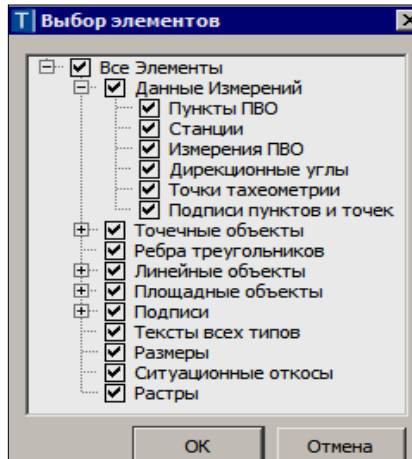 T Выбор элементов
Все Элементы
Данные Измерений
Пункты ПВО
Станции
Измерения ПВО
Дирекционные углы
Точки тахеометрии
Подписи пунктов и точек
Точечные объекты
Ребра треугольников
Линейные объекты
Площадные объекты
Подписи
Тексты всех типов
Размеры
Ситуационные откосы
Растры
ОК Отмена